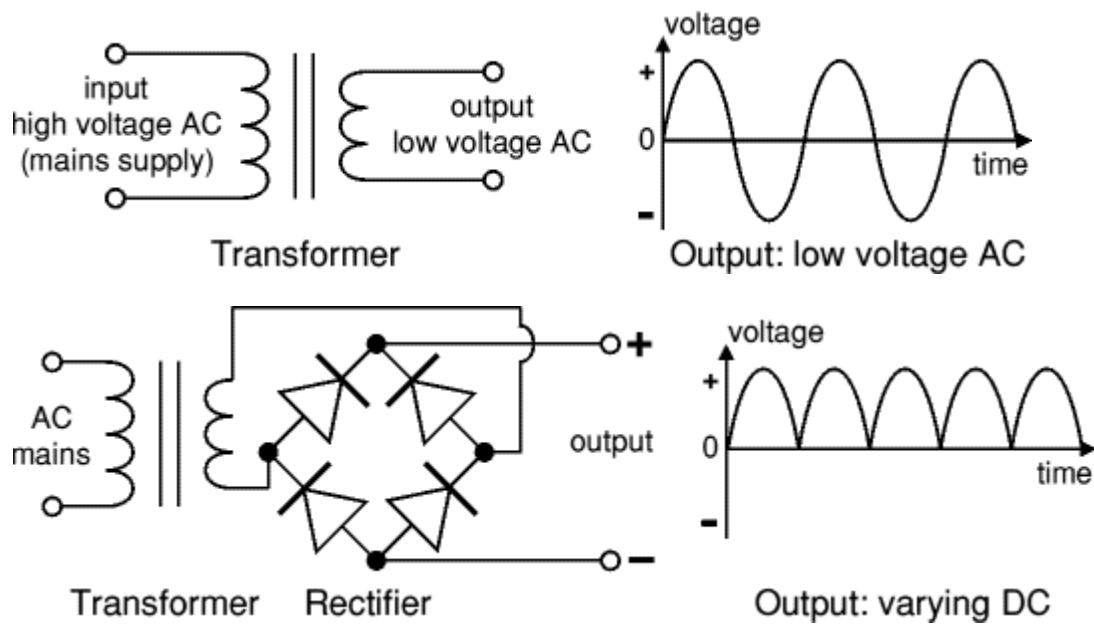 input
high voltage AC
(mains supply)
output
low voltage AC
Transformer
voltage
+
0
time
-
Output: low voltage AC
AC
mains
Transformer
Rectifier
+
output
-
voltage
+
0
time
-
Output: varying DC